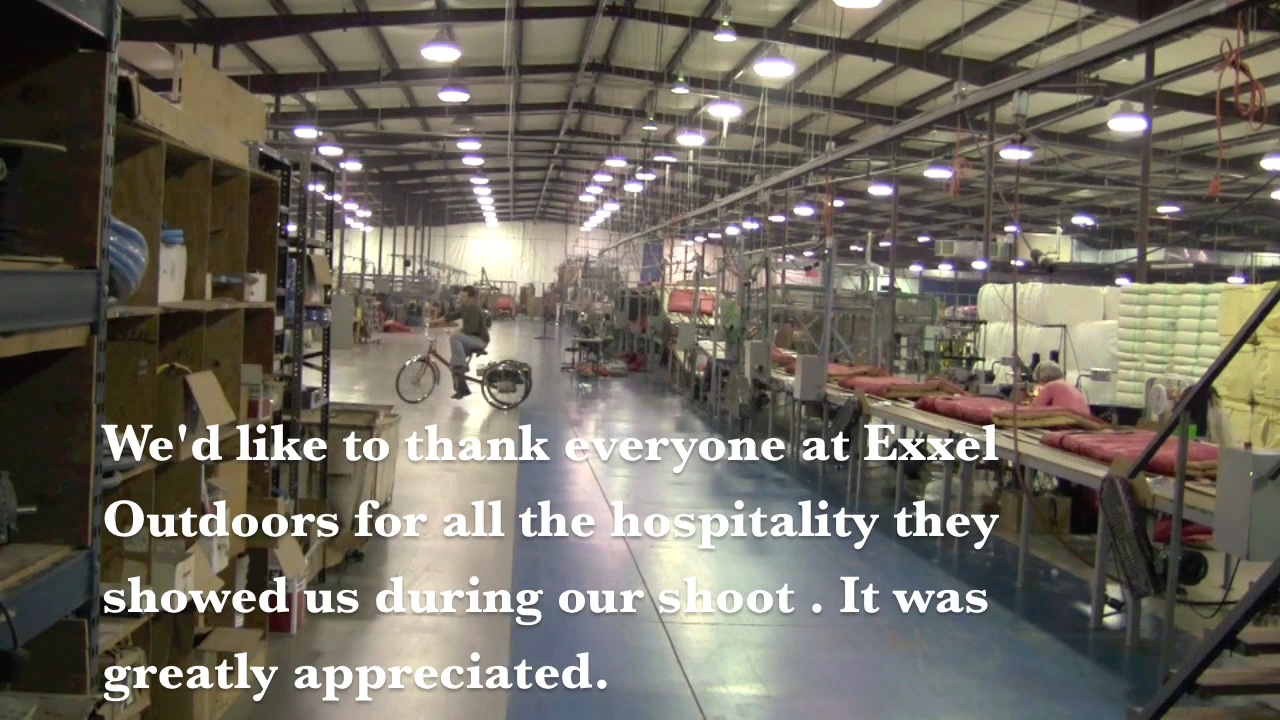 We'd like to thank everyone at Exxel
Outdoors for all the hospitality they
showed us during our shoot . It was
greatly appreciated.